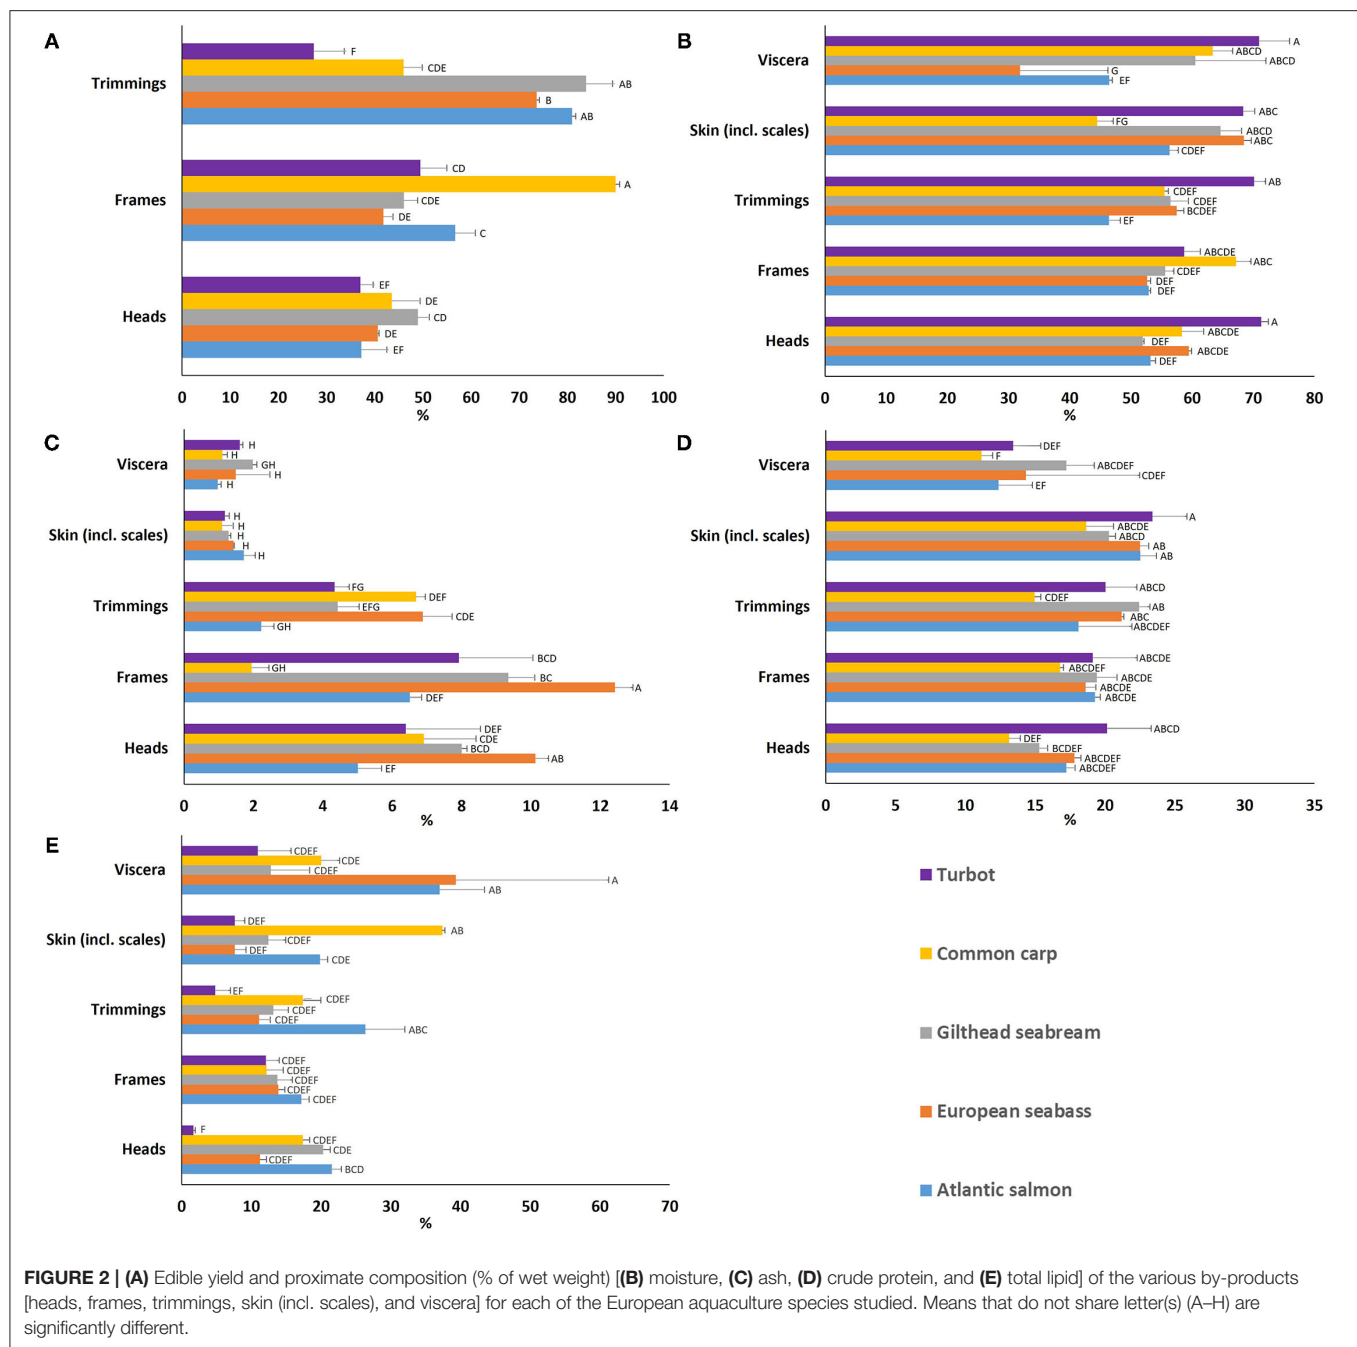 A
Trimmings
F
CDE
AB
B
AB
Frames
CD
A
CDE
DE
C
Heads
EF
DE
CD
DE
EF
0 10 20 30 40 50 60 70 80 90 100
%
B
Viscera
A
ABCD
ABCD
G
EF
Skin (incl. scales)
ABC
FG
ABCD
ABC
CDEF
Trimmings
AB
CDEF
CDEF
BCDEF
EF
Frames
ABCDE
ABC
CDEF
DEF
DEF
Heads
A
ABCDE
DEF
ABCDE
DEF
0 10 20 30 40 50 60 70 80
%
C
Viscera
H
H
GH
H
H
Skin (incl. scales)
H
H
H
H
H
Trimmings
FG
DEF
EFG
CDE
GH
Frames
BCD
GH
BC
A
DEF
Heads
DEF
CDE
BCD
AB
EF
0 2 4 6 8 10 12 14
%
D
Viscera
DEF
F
ABCDEF
CDEF
EF
Skin (incl. scales)
A
ABCDE
ABCD
AB
AB
Trimmings
ABCD
CDEF
AB
ABC
ABCDEF
Frames
ABCDE
ABCDEF
ABCDE
ABCDE
ABCDE
Heads
ABCD
DEF
BCDEF
ABCDEF
ABCDEF
0 5 10 15 20 25 30 35
%
E
Viscera
CDEF
CDE
CDEF
A
AB
Skin (incl. scales)
DEF
AB
CDEF
DEF
CDE
Trimmings
EF
CDEF
CDEF
CDEF
ABC
Frames
CDEF
CDEF
CDEF
CDEF
CDEF
Heads
F
CDEF
CDE
CDEF
BCD
0 10 20 30 40 50 60 70
%
Turbot
Common carp
Gilthead seabream
European seabass
Atlantic salmon
FIGURE 2 | (A) Edible yield and proximate composition (% of wet weight) [(B) moisture, (C) ash, (D) crude protein, and (E) total lipid] of the various by-products
[heads, frames, trimmings, skin (incl. scales), and viscera] for each of the European aquaculture species studied. Means that do not share letter(s) (A–H) are
significantly different.